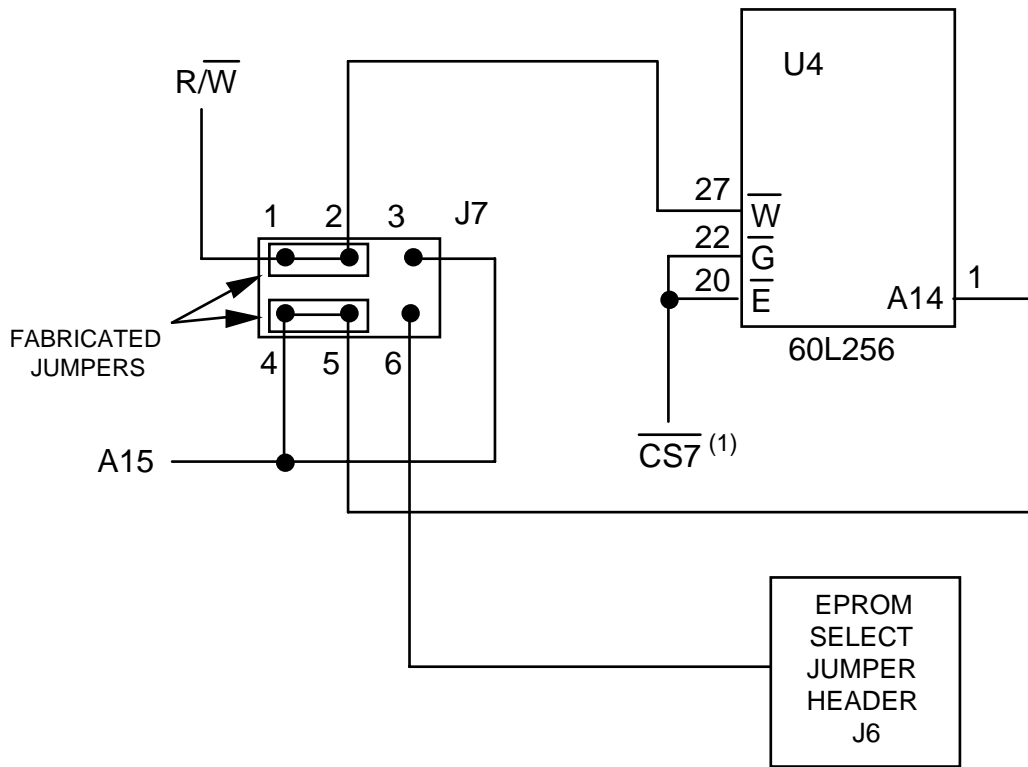 R/W̅
U4
27
W̅
22
G̅
20
E̅
A14
1
60L256
1 2 3
J7
FABRICATED
JUMPERS
4 5 6
A15
C̅S̅7̅ (1)
EPROM
SELECT
JUMPER
HEADER
J6